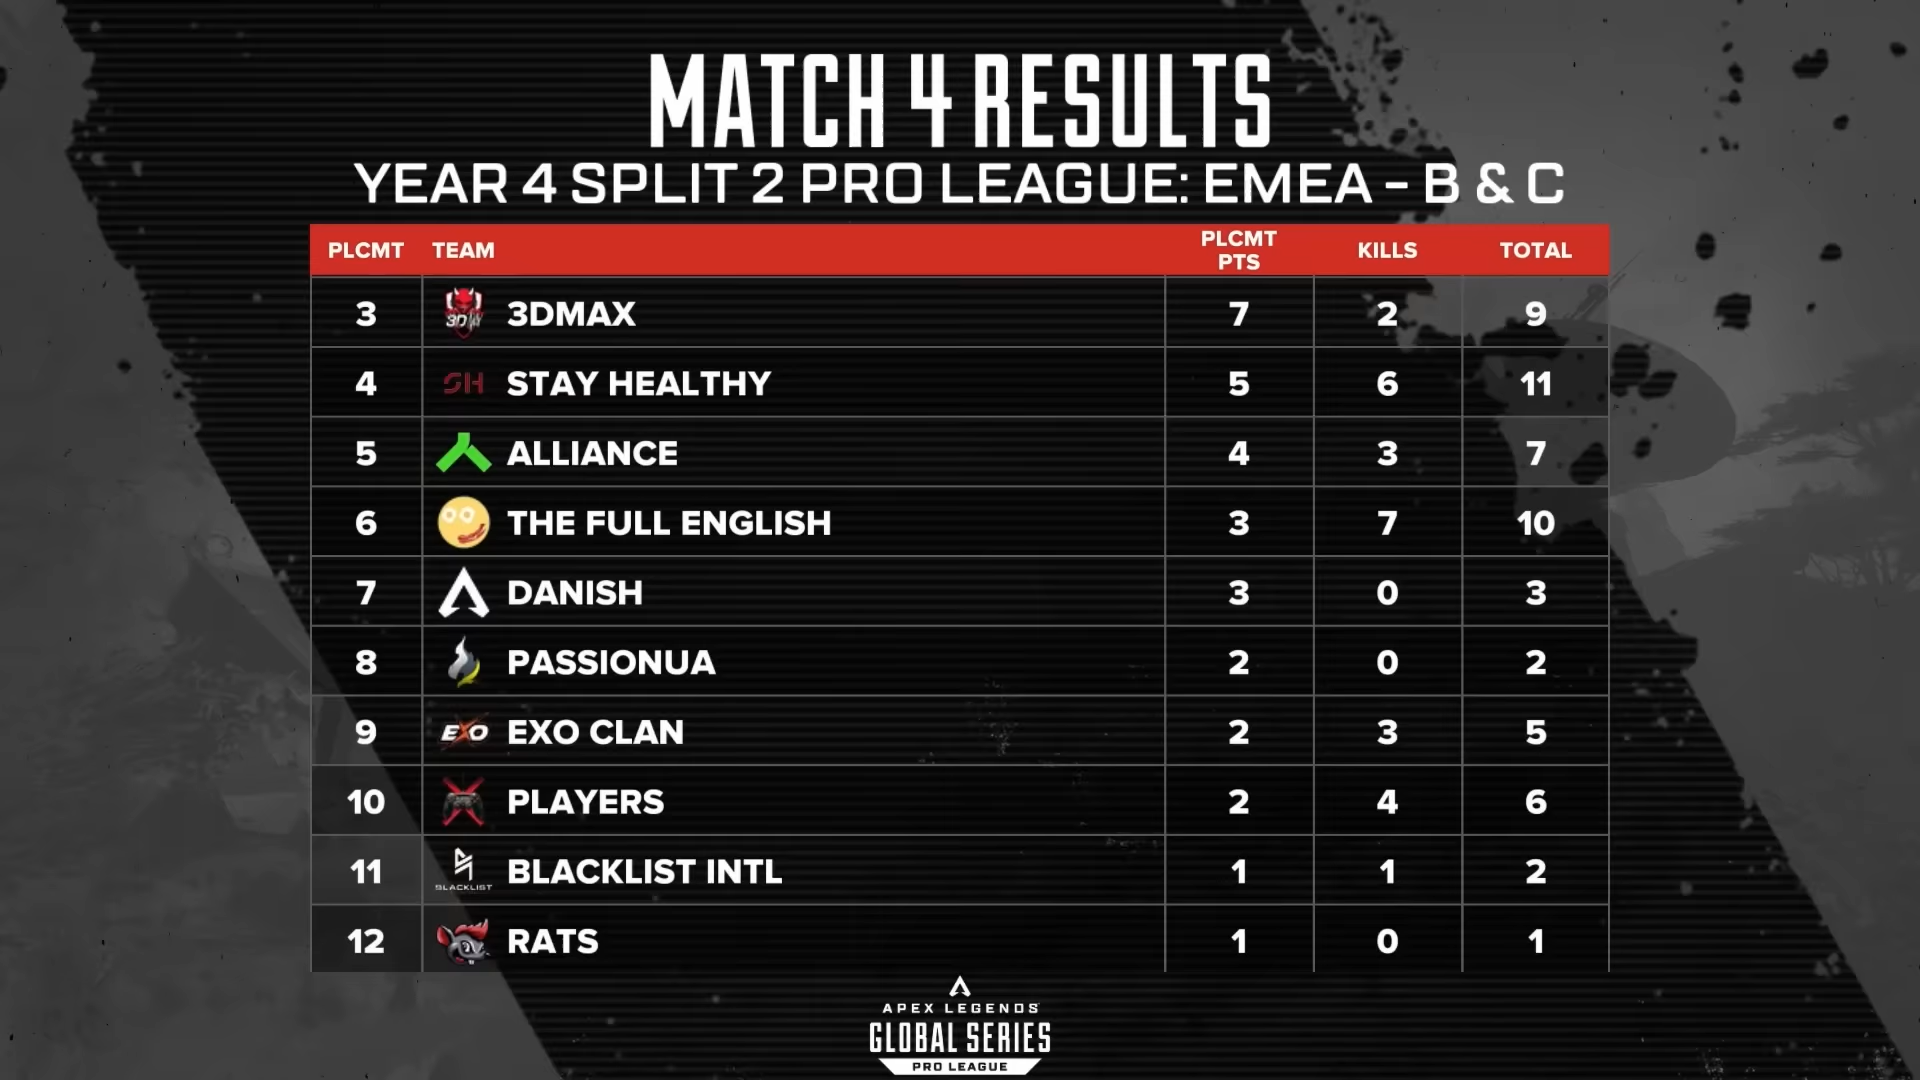 MATCH 4 RESULTS
YEAR 4 SPLIT 2 PRO LEAGUE: EMEA - B & C
PLCMT TEAM PLCMT PTS KILLS TOTAL
3 3DMAX 7 2 9
4 SH STAY HEALTHY 5 6 11
5 ALLIANCE 4 3 7
6 THE FULL ENGLISH 3 7 10
7 DANISH 3 0 3
8 PASSIONUA 2 0 2
9 EXO EXO CLAN 2 3 5
10 PLAYERS 2 4 6
11 BLACKLIST BLACKLIST INTL 1 1 2
12 RATS 1 0 1
APEX LEGENDS
GLOBAL SERIES
PRO LEAGUE